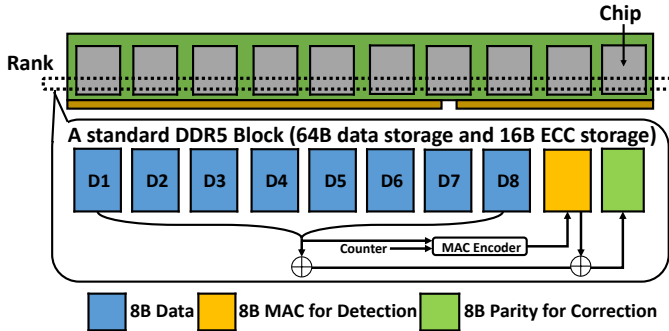 Chip
Rank
A standard DDR5 Block (64B data storage and 16B ECC storage)
D1 D2 D3 D4 D5 D6 D7 D8
Counter MAC Encoder
8B Data 8B MAC for Detection 8B Parity for Correction